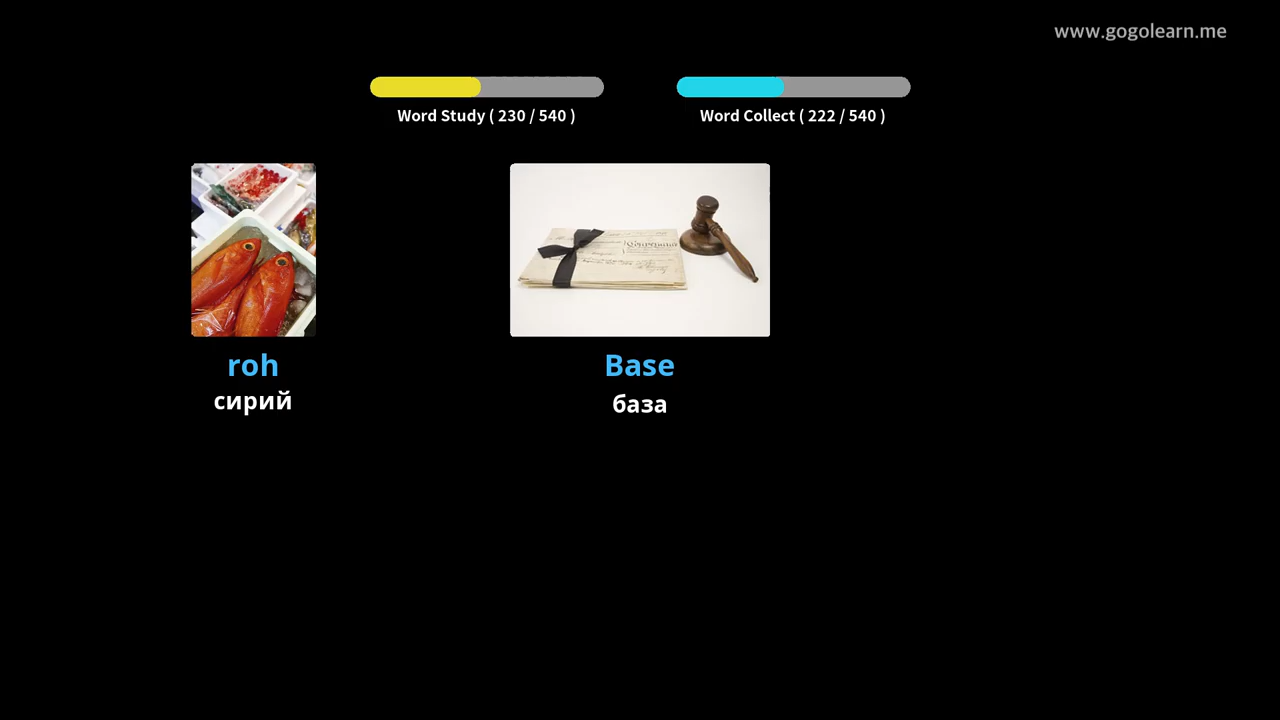 www.gogolearn.me
Word Study ( 230 / 540 )
Word Collect ( 222 / 540 )
roh
сирий
Base
база